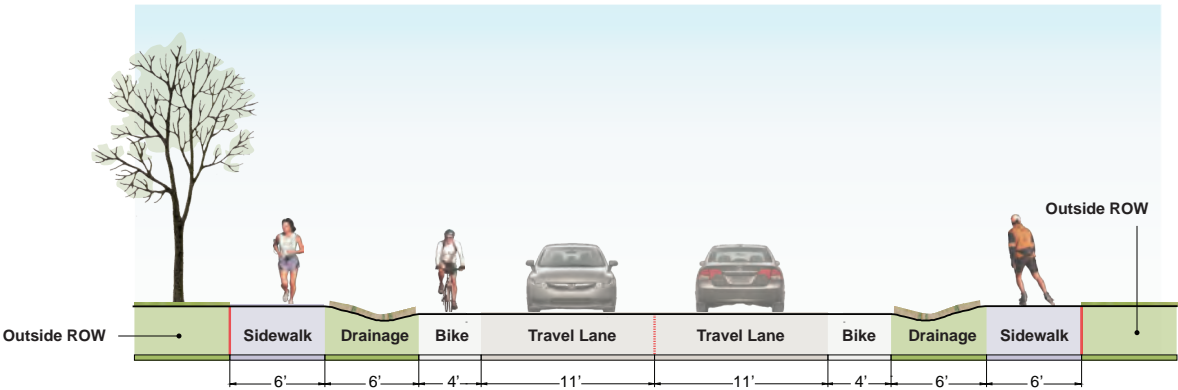 Outside ROW
Outside ROW
Sidewalk Drainage Bike Travel Lane Travel Lane Bike Drainage Sidewalk
6’ 6’ 4’ 11’ 11’ 4’ 6’ 6’